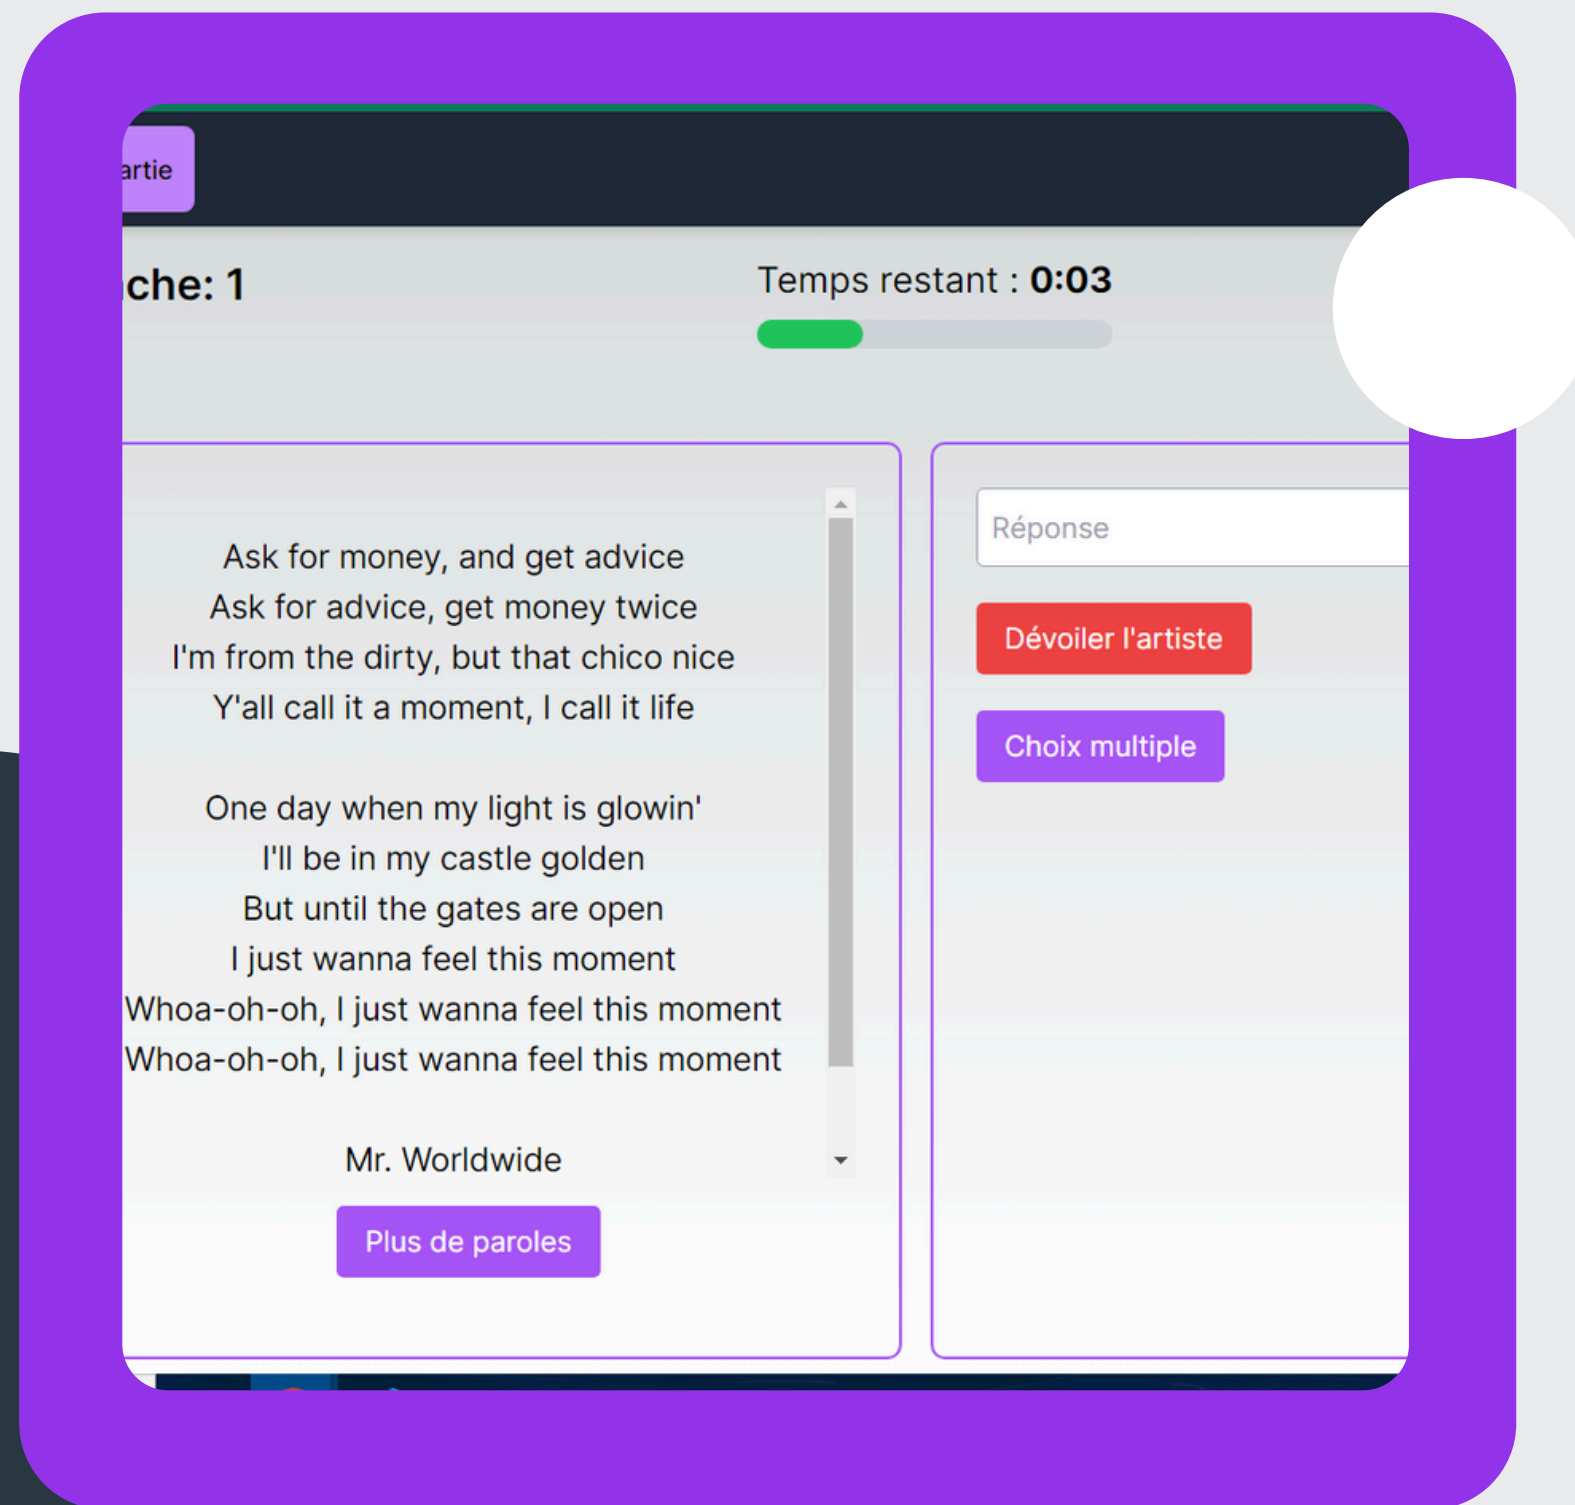 artie
che: 1
Temps restant : 0:03
Ask for money, and get advice
Ask for advice, get money twice
I'm from the dirty, but that chico nice
Y'all call it a moment, I call it life
One day when my light is glowin'
I'll be in my castle golden
But until the gates are open
I just wanna feel this moment
Whoa-oh-oh, I just wanna feel this moment
Whoa-oh-oh, I just wanna feel this moment
Mr. Worldwide
Plus de paroles
Réponse
Dévoiler l'artiste
Choix multiple